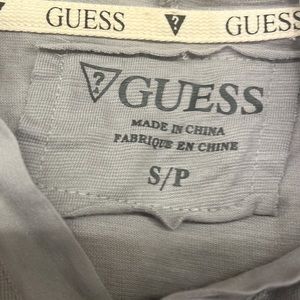 GUESS ? GUESS
? GUESS
MADE IN CHINA
FABRIQUE EN CHINE
S/P